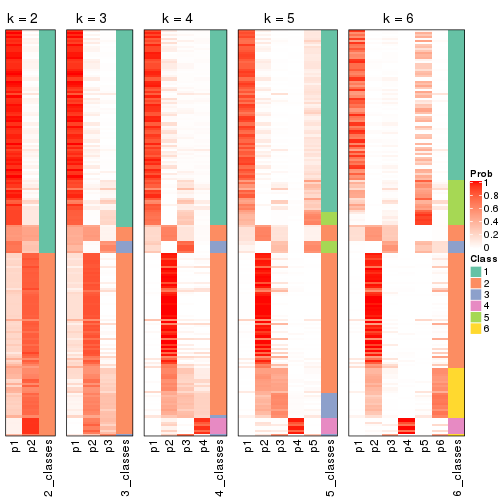 k = 2
k = 3
k = 4
k = 5
k = 6
Prob
1
0.8
0.6
0.4
0.2
0
Class
1
2
3
4
5
6
p1
p2
2_classes
p1
p2
p3
3_classes
p1
p2
p3
p4
4_classes
p1
p2
p3
p4
p5
5_classes
p1
p2
p3
p4
p5
p6
6_classes